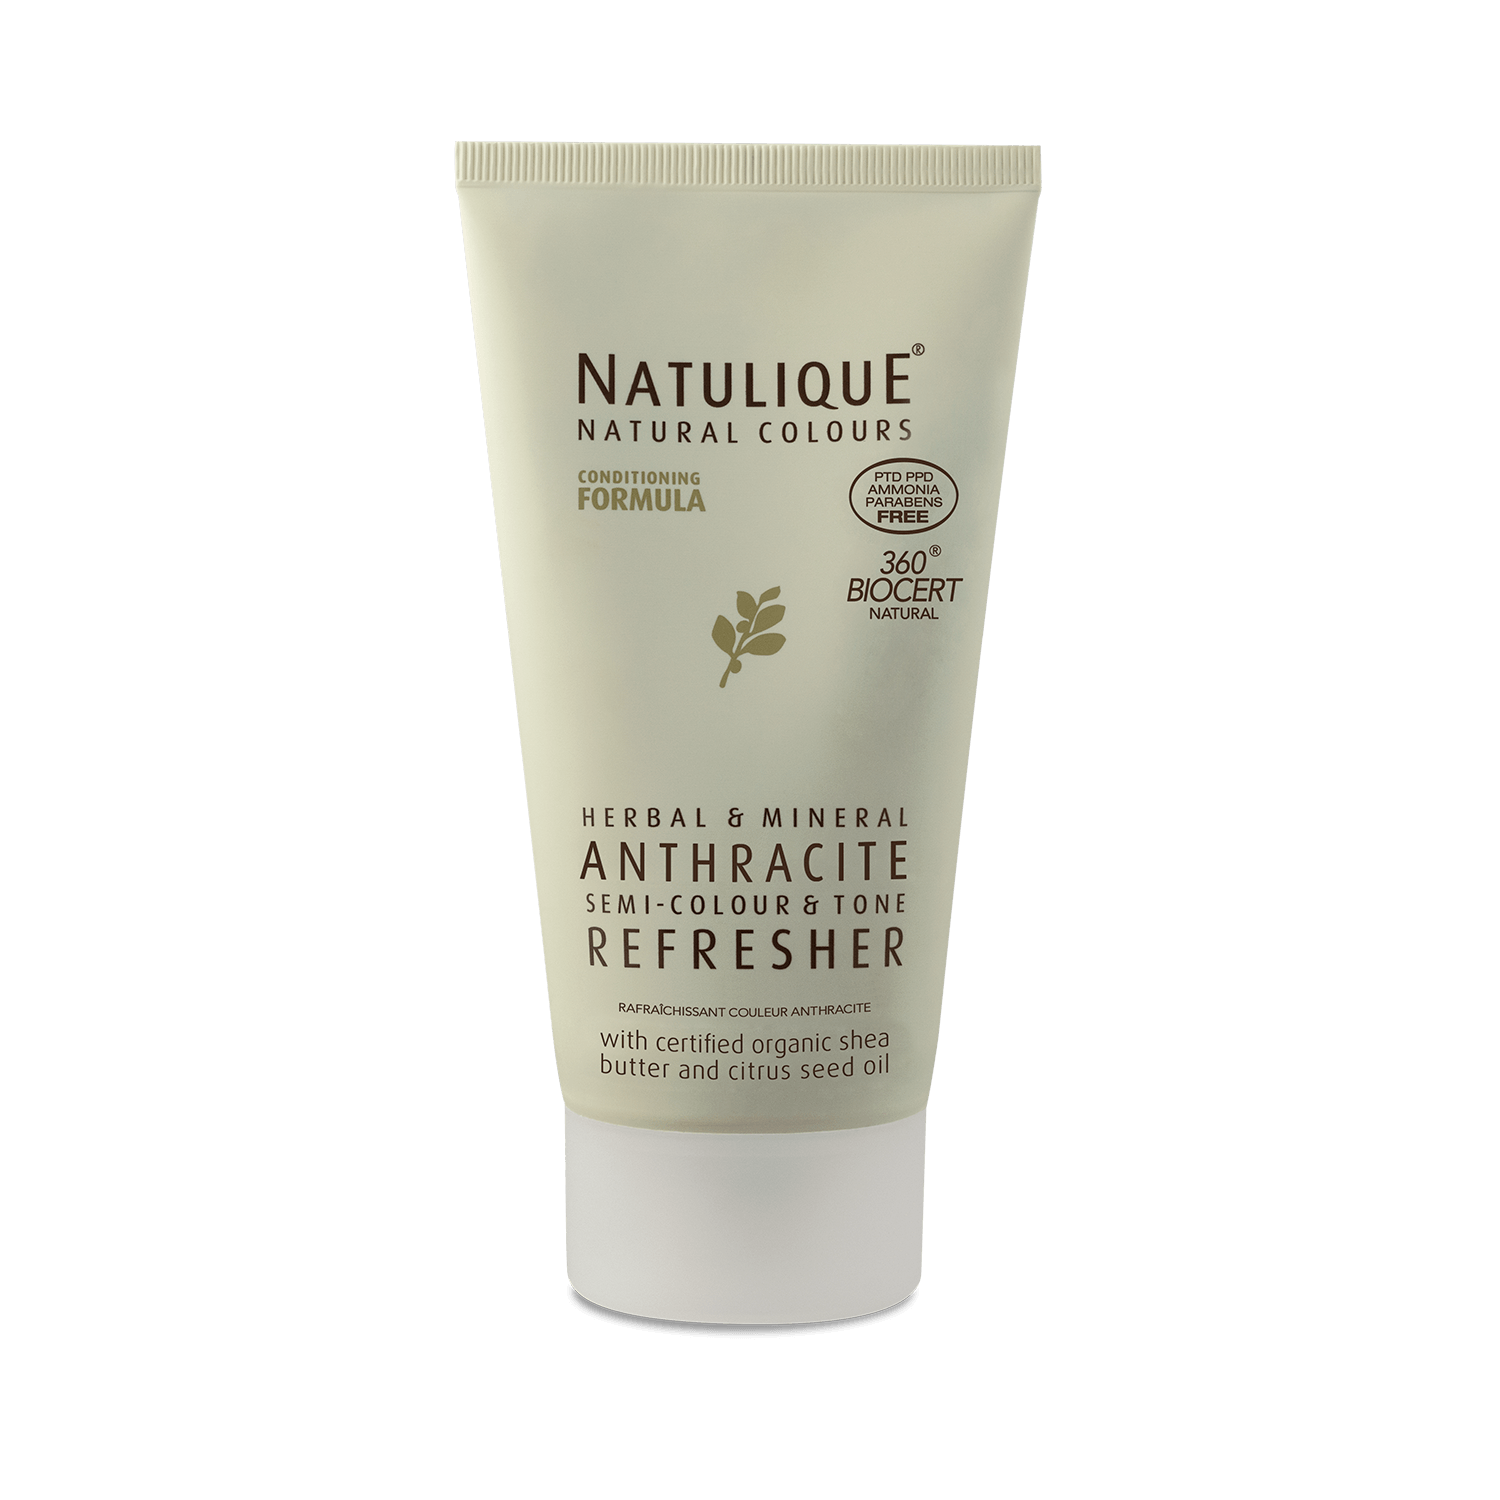 NATULIQUE®
NATURAL COLOURS
CONDITIONING
FORMULA
PTD PPD
AMMONIA
PARABENS
FREE
360®
BIOCERT
NATURAL
HERBAL & MINERAL
ANTHRACITE
SEMI-COLOUR & TONE
REFRESHER
RAFRAÎCHISSANT COULEUR ANTHRACITE
with certified organic shea
butter and citrus seed oil